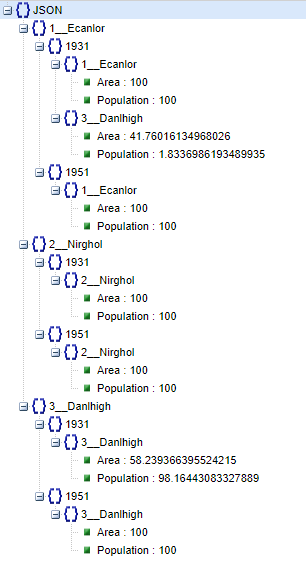 JSON
1__Ecanlor
1931
1__Ecanlor
Area : 100
Population : 100
3__Danlhigh
Area : 41.76016134968026
Population : 1.8336986193489935
1951
1__Ecanlor
Area : 100
Population : 100
2__Nirghol
1931
2__Nirghol
Area : 100
Population : 100
1951
2__Nirghol
Area : 100
Population : 100
3__Danlhigh
1931
3__Danlhigh
Area : 58.239366395524215
Population : 98.16443083327889
1951
3__Danlhigh
Area : 100
Population : 100